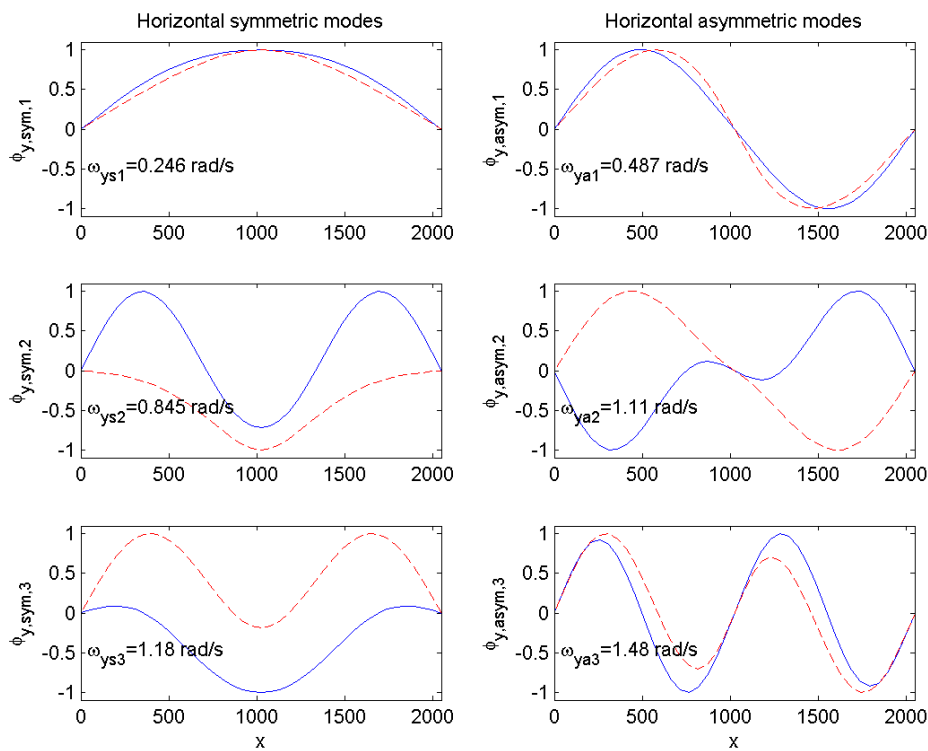 Horizontal symmetric modes
Horizontal asymmetric modes
1
0.5
0
-0.5
-1
ϕy,sym,1
ωys1=0.246 rad/s
0 500 1000 1500 2000
1
0.5
0
-0.5
-1
ϕy,asym,1
ωya1=0.487 rad/s
0 500 1000 1500 2000
1
0.5
0
-0.5
-1
ϕy,sym,2
ωys2=0.845 rad/s
0 500 1000 1500 2000
1
0.5
0
-0.5
-1
ϕy,asym,2
ωya2=1.11 rad/s
0 500 1000 1500 2000
1
0.5
0
-0.5
-1
ϕy,sym,3
ωys3=1.18 rad/s
0 500 1000 1500 2000
x
1
0.5
0
-0.5
-1
ϕy,asym,3
ωya3=1.48 rad/s
0 500 1000 1500 2000
x